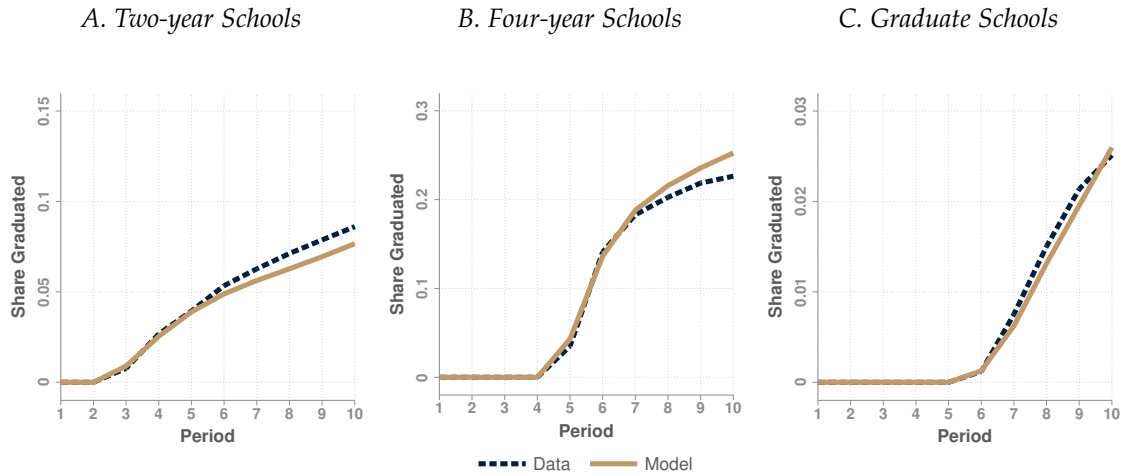 A. Two-year Schools
B. Four-year Schools
C. Graduate Schools
Share Graduated
0.15
0.1
0.05
0
1 2 3 4 5 6 7 8 9 10
Period
Share Graduated
0.3
0.2
0.1
0
1 2 3 4 5 6 7 8 9 10
Period
Share Graduated
0.03
0.02
0.01
0
1 2 3 4 5 6 7 8 9 10
Period
Data Model